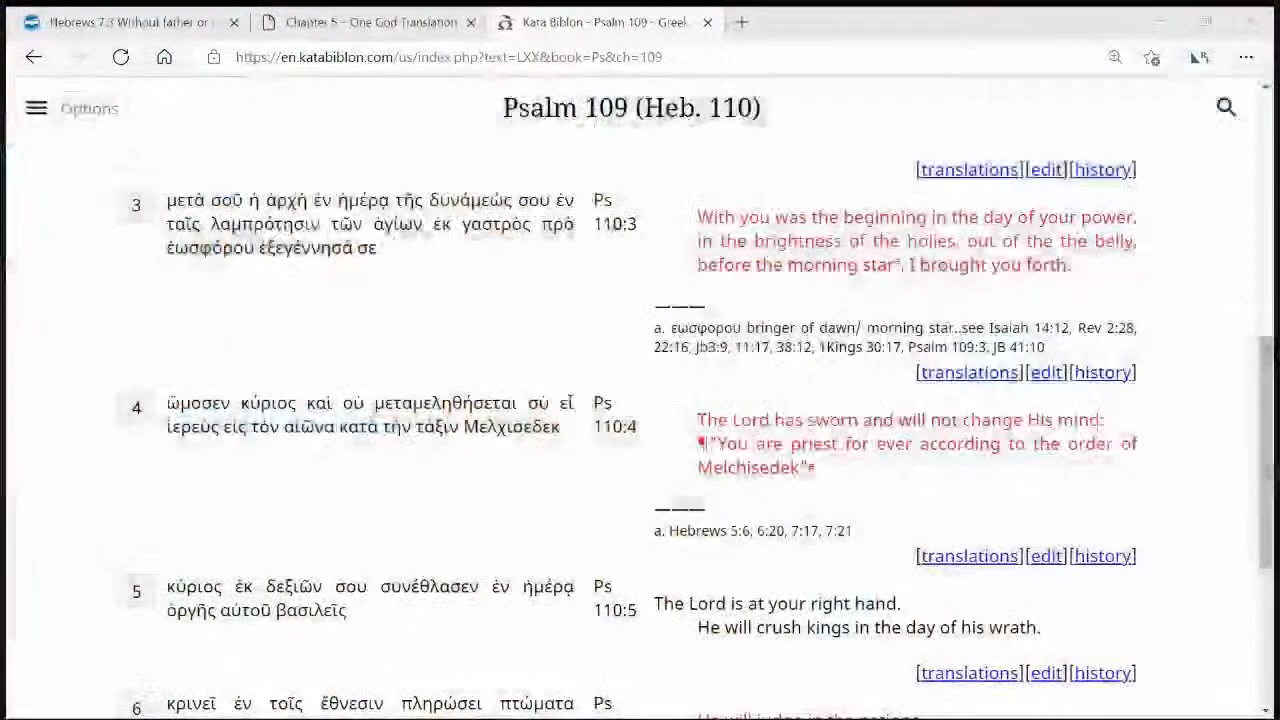 Hebrews 7.3 Without father or
Chapter 5 – One God Translation
Kata Biblon - Psalm 109 - Greek
https://en.katabiblon.com/us/index.php?text=LXX&book=Ps&ch=109
Options
Psalm 109 (Heb. 110)
[translations][edit][history]
3
μετὰ σοῦ ἡ ἀρχὴ ἐν ἡμέρᾳ τῆς δυνάμεώς σου ἐν
ταῖς λαμπρότησιν τῶν ἁγίων ἐκ γαστρὸς πρὸ
ἑωσφόρου ἐξεγέννησά σε
Ps
110:3
With you was the beginning in the day of your power,
in the brightness of the holies, out of the the belly,
before the morning starᵃ, I brought you forth.
———
a. εωσφορου bringer of dawn/ morning star..see Isaiah 14:12, Rev 2:28,
22:16, Jb3:9, 11:17, 38:12, 1Kings 30:17, Psalm 109:3. JB 41:10
[translations][edit][history]
4
ὤμοσεν κύριος καὶ οὐ μεταμεληθήσεται σὺ εἶ
ἱερεὺς εἰς τὸν αἰῶνα κατὰ τὴν τάξιν Μελχισεδεκ
Ps
110:4
The Lord has sworn and will not change His mind:
¶"You are priest for ever according to the order of
Melchisedek"ᵃ
———
a. Hebrews 5:6, 6:20, 7:17, 7:21
[translations][edit][history]
5
κύριος ἐκ δεξιῶν σου συνέθλασεν ἐν ἡμέρᾳ
ὀργῆς αὐτοῦ βασιλεῖς
Ps
110:5
The Lord is at your right hand.
He will crush kings in the day of his wrath.
[translations][edit][history]
6
κρινεῖ ἐν τοῖς ἔθνεσιν πληρώσει πτώματα
Ps
He will judge in the nations